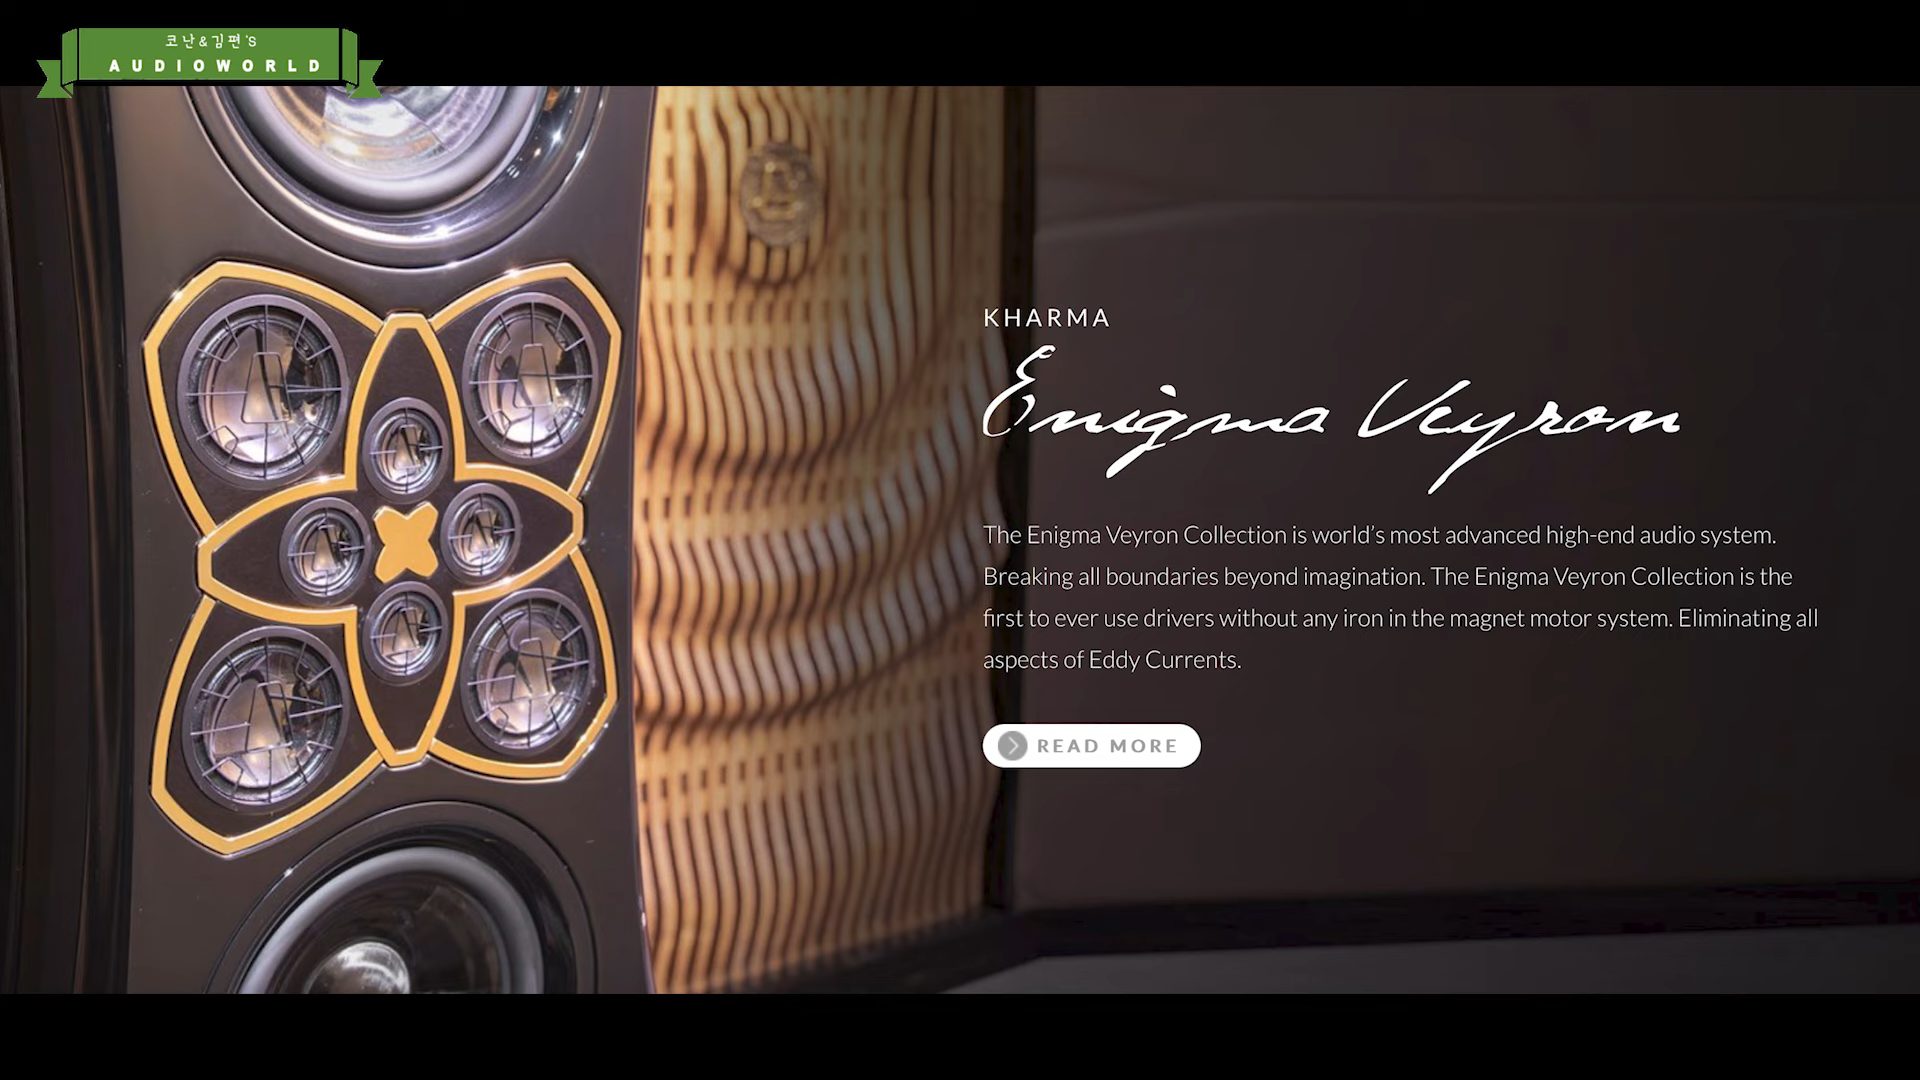 코난&김편'S
AUDIOWORLD
KHARMA
Enigma Veyron
The Enigma Veyron Collection is world’s most advanced high-end audio system.
Breaking all boundaries beyond imagination. The Enigma Veyron Collection is the
first to ever use drivers without any iron in the magnet motor system. Eliminating all
aspects of Eddy Currents.
READ MORE